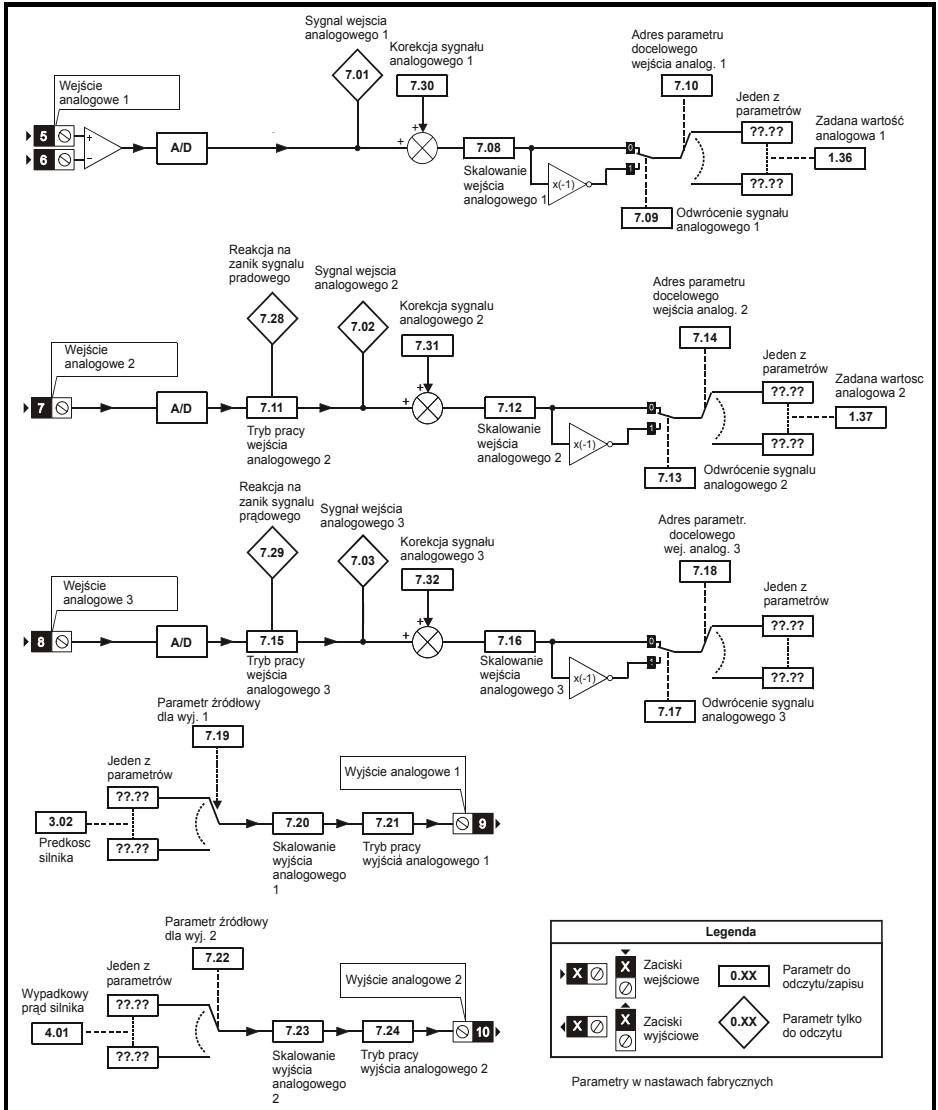 Sygnal wejscia
analogowego 1
7.01
Korekcja sygnału
analogowego 1
7.30
Adres parametru
docelowego
wejścia analog. 1
7.10
Wejście
analogowe 1
5
6
+
−
A/D
+
+
7.08
Skalowanie
wejścia
analogowego 1
x(-1)
0
1
7.09
Odwrócenie sygnału
analogowego 1
Jeden z
parametrów
??.??
??.??
Zadana wartość
analogowa 1
1.36
Reakcja na
zanik sygnalu
pradowego
7.28
Sygnal wejscia
analogowego 2
7.02
Korekcja sygnalu
analogowego 2
7.31
Adres parametru
docelowego
wejścia analog. 2
7.14
Wejście
analogowe 2
7
A/D
7.11
Tryb pracy
wejścia
analogowego 2
+
+
7.12
Skalowanie
wejścia
analogowego 2
x(-1)
0
1
7.13
Odwrócenie sygnalu
analogowego 2
Jeden z
parametrów
??.??
??.??
Zadana wartosc
analogowa 2
1.37
Reakcja na
zanik sygnalu
prądowego
7.29
Sygnał wejścia
analogowego 3
7.03
Korekcja sygnału
analogowego 3
7.32
Adres parametr.
docelowego
wej. analog. 3
7.18
Wejście
analogowe 3
8
A/D
7.15
Tryb pracy
wejścia
analogowego 3
+
+
7.16
Skalowanie
wejścia
analogowego 3
x(-1)
0
1
7.17
Odwrócenie sygnalu
analogowego 3
Jeden z
parametrów
??.??
??.??
Parametr źródłowy
dla wyj. 1
7.19
Jeden z
parametrów
??.??
??.??
3.02
Predkosc
silnika
7.20
Skalowanie
wyjścia
analogowego
1
7.21
Tryb pracy
wyjścia analogowego 1
Wyjście analogowe 1
9
Parametr źródłowy
dla wyj. 2
7.22
Jeden z
parametrów
??.??
??.??
Wypadkowy
prąd silnika
4.01
7.23
Skalowanie
wyjścia
analogowego
2
7.24
Tryb pracy
wyjścia analogowego 2
Wyjście analogowe 2
10
Legenda
X
X
Zaciski
wejściowe
0.XX
Parametr do
odczytu/zapisu
X
X
Zaciski
wyjściowe
0.XX
Parametr tylko
do odczytu
Parametry w nastawach fabrycznych